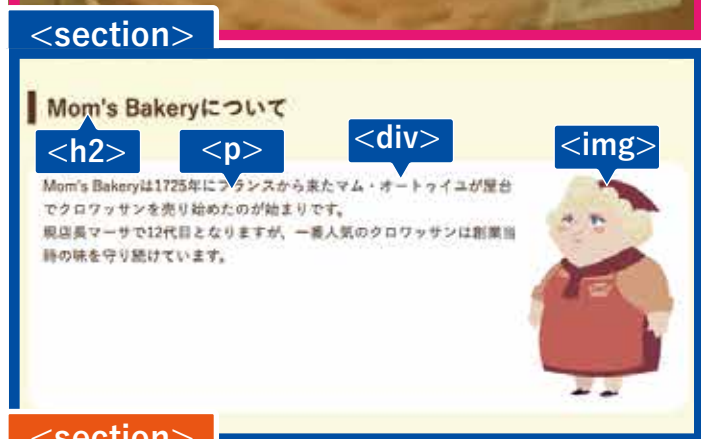 <section>
Mom's Bakeryについて
<h2>
<p>
<div>
<img>
Mom's Bakeryは1725年にフランスから来たマム・オートゥイユが屋台
でクロワッサンを売り始めたのが始まりです。
現店長マーサで12代目となりますが、一番人気のクロワッサンは創業当
時の味を守り続けています。
<section>